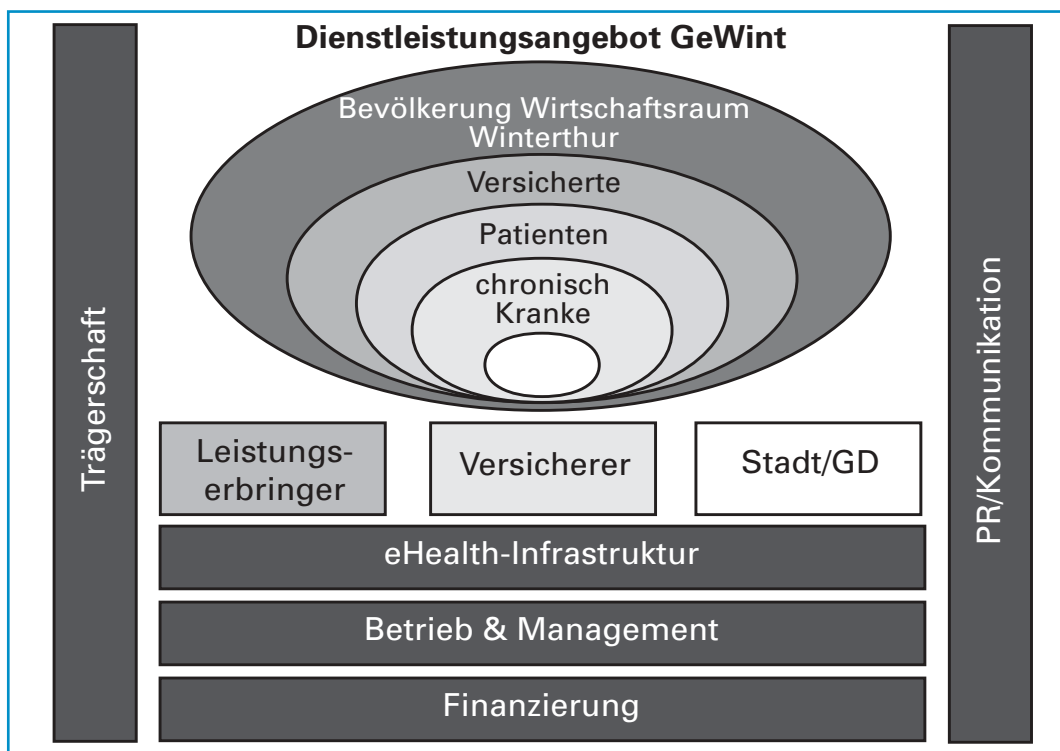 Dienstleistungsangebot GeWint
Bevölkerung Wirtschaftsraum
Winterthur
Versicherte
Patienten
chronisch
Kranke
Trägerschaft
PR/Kommunikation
Leistungs-
erbringer
Versicherer
Stadt/GD
eHealth-Infrastruktur
Betrieb & Management
Finanzierung